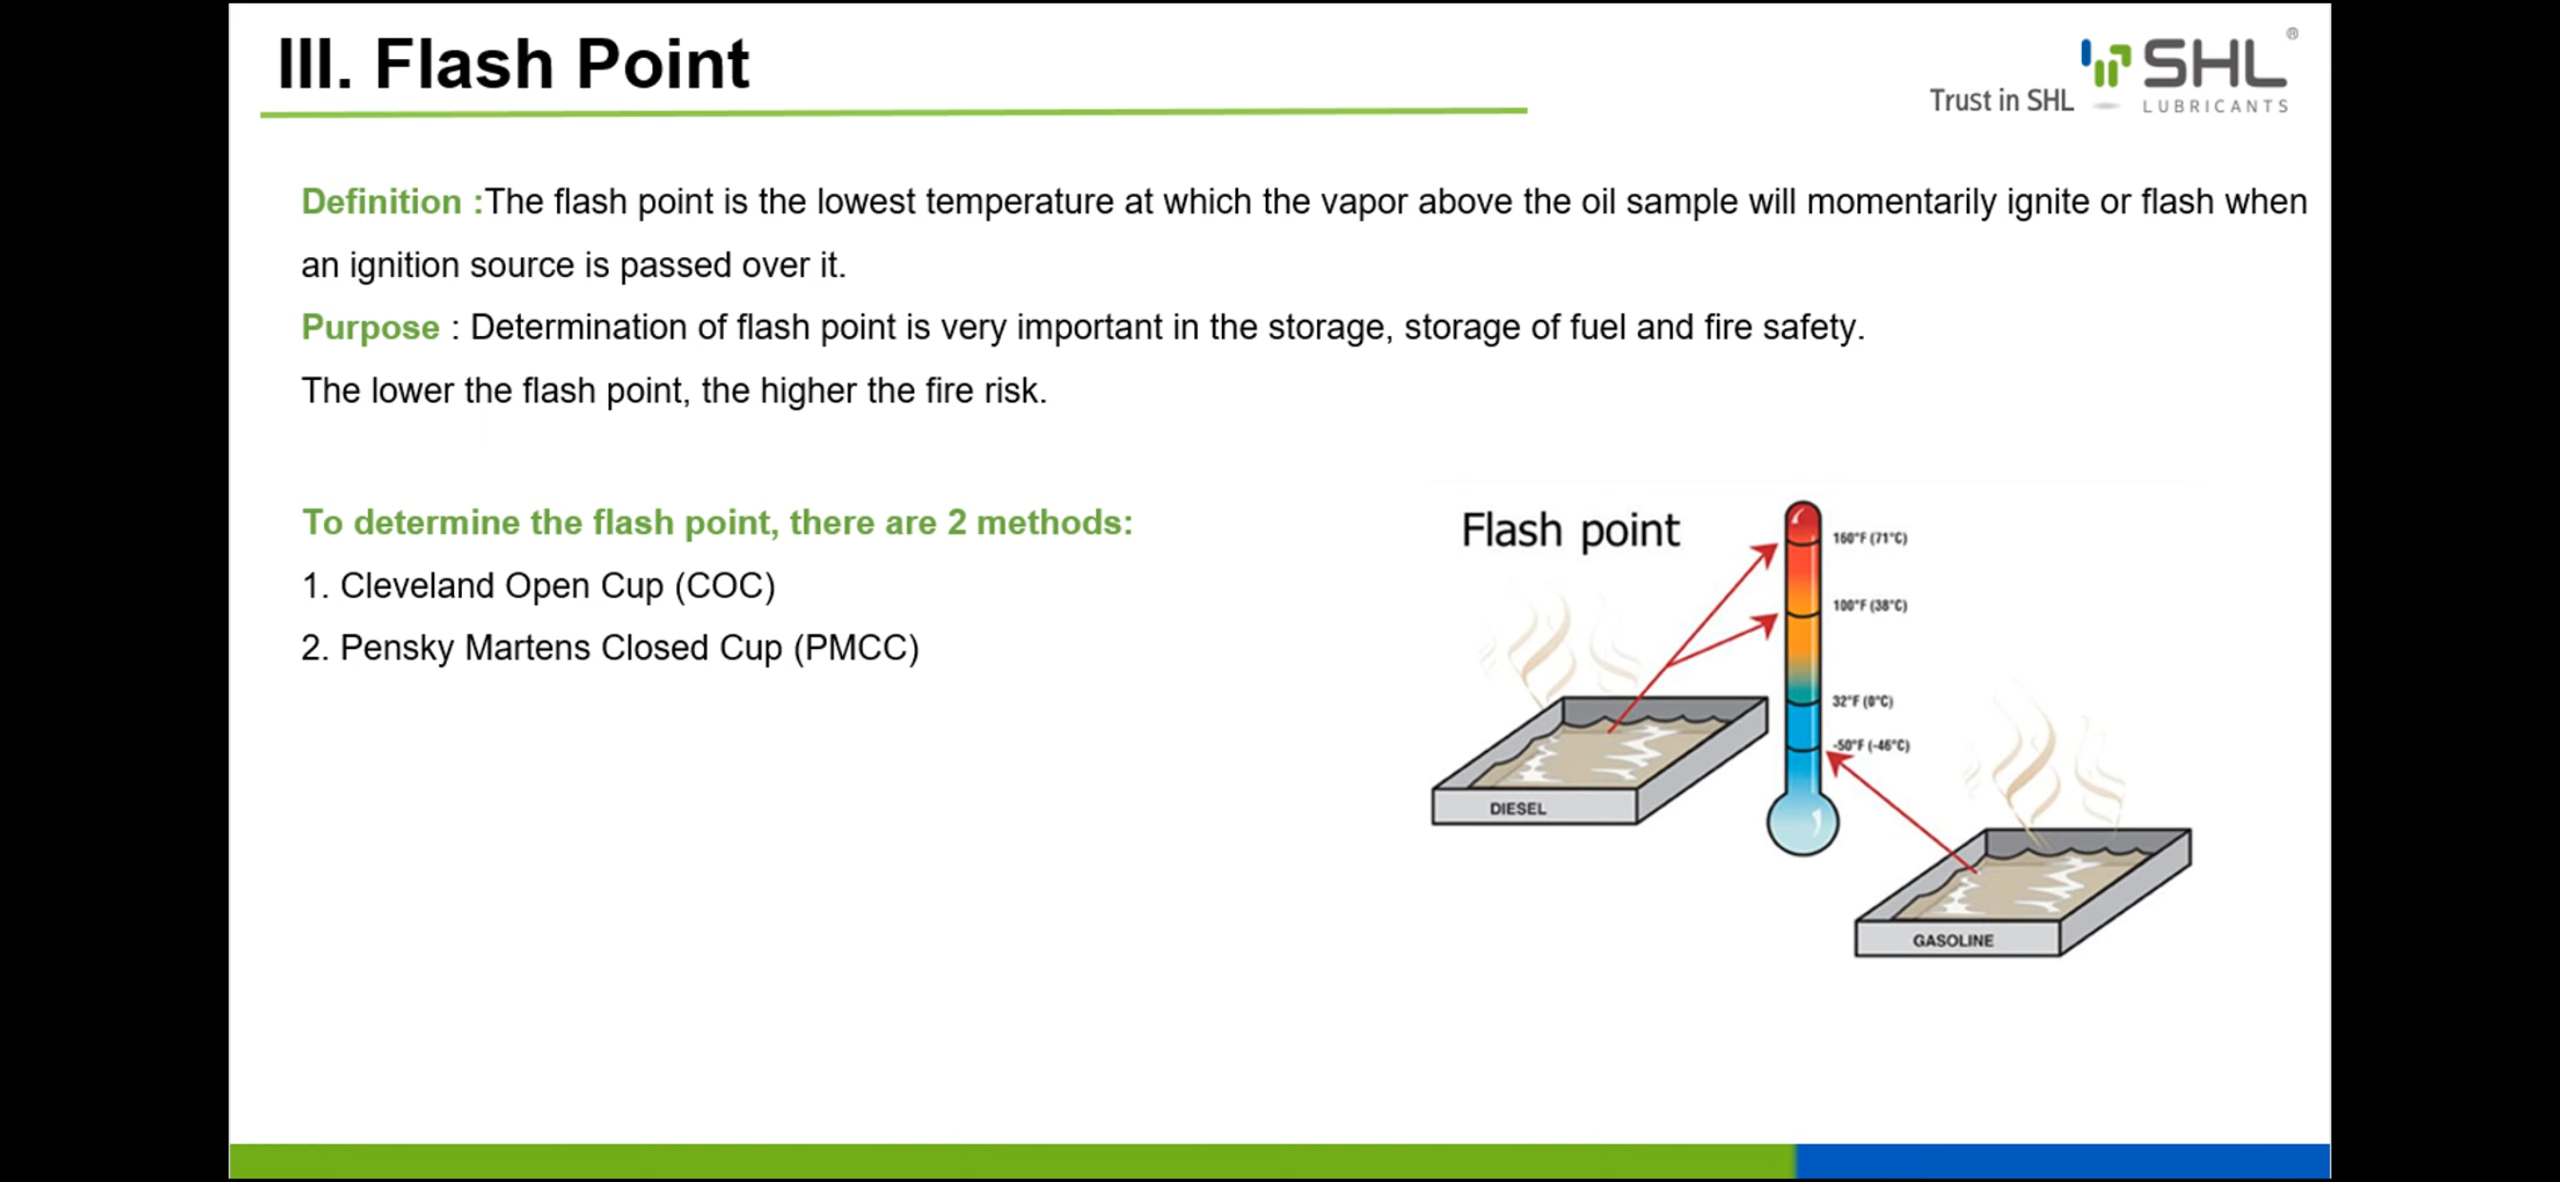 III. Flash Point
Trust in SHL
SHL®
LUBRICANTS
Definition :The flash point is the lowest temperature at which the vapor above the oil sample will momentarily ignite or flash when
an ignition source is passed over it.
Purpose : Determination of flash point is very important in the storage, storage of fuel and fire safety.
The lower the flash point, the higher the fire risk.
To determine the flash point, there are 2 methods:
1. Cleveland Open Cup (COC)
2. Pensky Martens Closed Cup (PMCC)
Flash point
160°F (71°C)
100°F (38°C)
32°F (0°C)
-50°F (-46°C)
DIESEL
GASOLINE